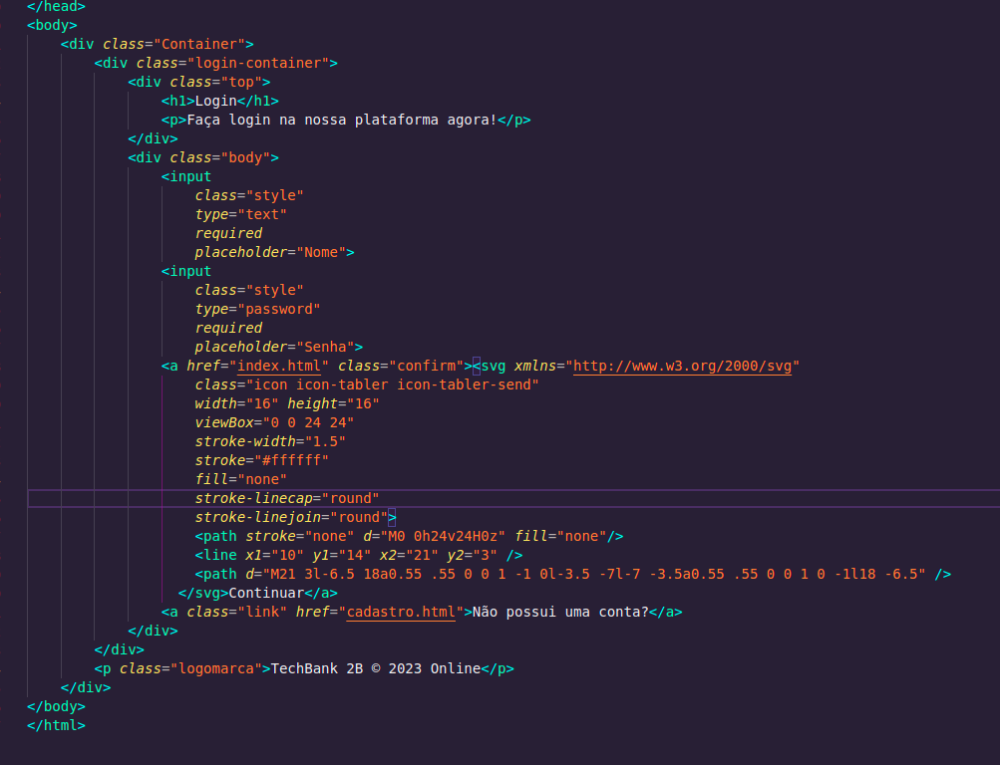 </head>
<body>
<div class="Container">
<div class="login-container">
<div class="top">
<h1>Login</h1>
<p>Faça login na nossa plataforma agora!</p>
</div>
<div class="body">
<input
class="style"
type="text"
required
placeholder="Nome">
<input
class="style"
type="password"
required
placeholder="Senha">
<a href="index.html" class="confirm"><svg xmlns="http://www.w3.org/2000/svg"
class="icon icon-tabler icon-tabler-send"
width="16" height="16"
viewBox="0 0 24 24"
stroke-width="1.5"
stroke="#ffffff"
fill="none"
stroke-linecap="round"
stroke-linejoin="round">
<path stroke="none" d="M0 0h24v24H0z" fill="none"/>
<line x1="10" y1="14" x2="21" y2="3" />
<path d="M21 3l-6.5 18a0.55 .55 0 0 1 -1 0l-3.5 -7l-7 -3.5a0.55 .55 0 0 1 0 -1l18 -6.5" />
</svg>Continuar</a>
<a class="link" href="cadastro.html">Não possui uma conta?</a>
</div>
</div>
<p class="logomarca">TechBank 2B © 2023 Online</p>
</div>
</body>
</html>